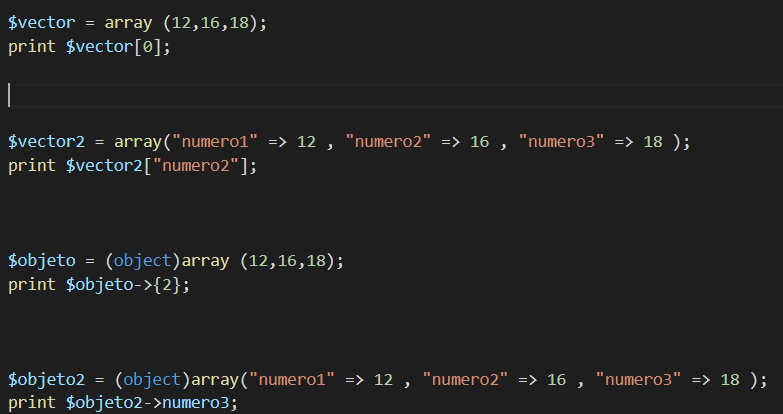 $vector = array (12,16,18);
print $vector[0];
$vector2 = array("numero1" => 12 , "numero2" => 16 , "numero3" => 18 );
print $vector2["numero2"];
$objeto = (object)array (12,16,18);
print $objeto->{2};
$objeto2 = (object)array("numero1" => 12 , "numero2" => 16 , "numero3" => 18 );
print $objeto2->numero3;